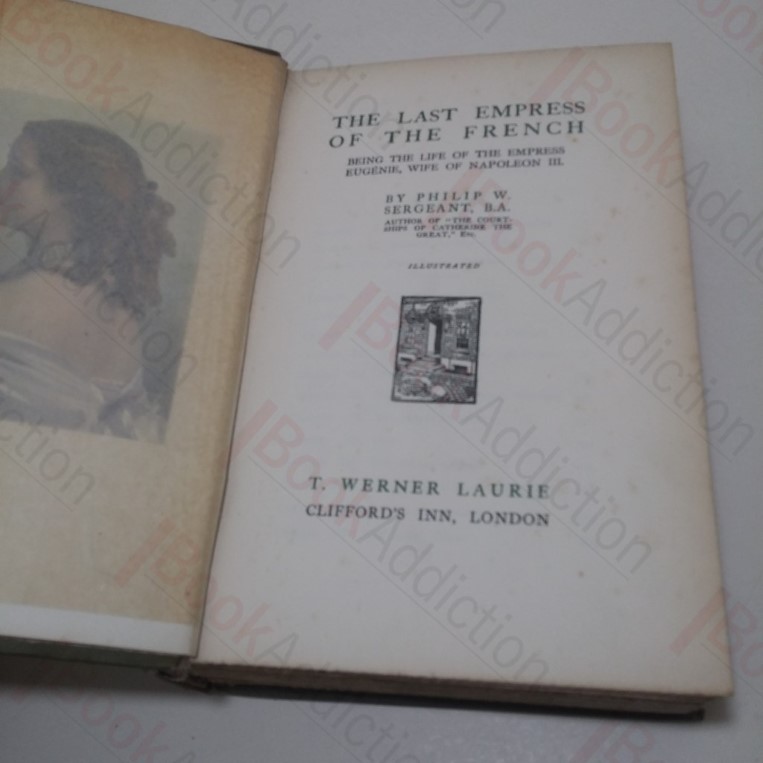 THE LAST EMPRESS
OF THE FRENCH
BEING THE LIFE OF THE EMPRESS
EUGÉNIE, WIFE OF NAPOLEON III.
BY PHILIP W.
SERGEANT, B.A.
AUTHOR OF "THE COURT-
SHIPS OF CATHERINE THE
GREAT," Etc.
ILLUSTRATED
T. WERNER LAURIE
CLIFFORD'S INN, LONDON
BookAddiction